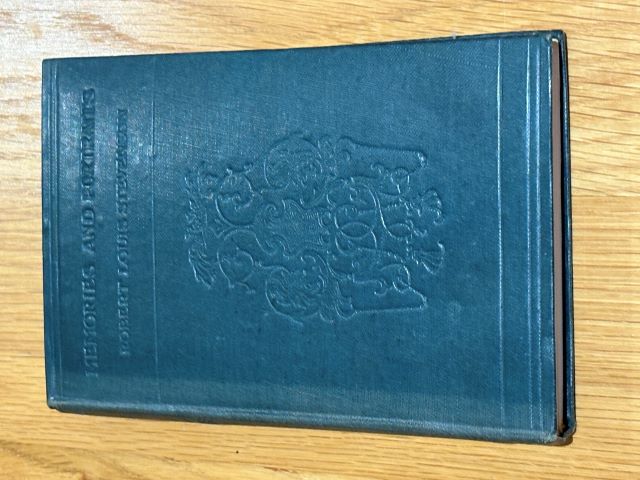 MEMORIES AND PORTRAITS
ROBERT LOUIS STEVENSON